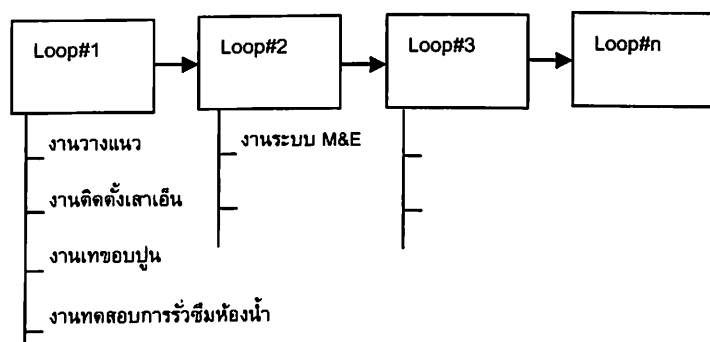 Loop#1
Loop#2
Loop#3
Loop#n
งานวางแนว
งานติดตั้งเสาเอ็น
งานเทขอบปูน
งานทดสอบการรั่วซึมห้องน้ำ
งานระบบ M&E